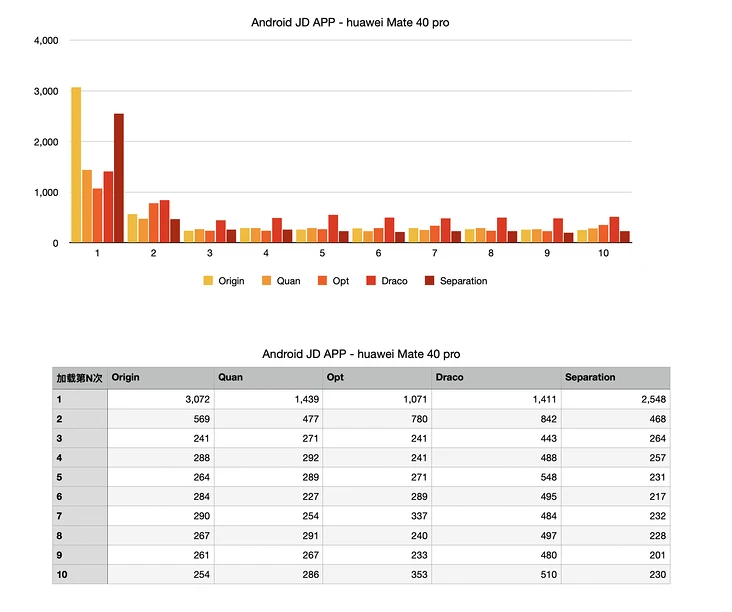 Android JD APP - huawei Mate 40 pro
4,000
3,000
2,000
1,000
0
1 2 3 4 5 6 7 8 9 10
Origin Quan Opt Draco Separation
Android JD APP - huawei Mate 40 pro
加载第N次 Origin Quan Opt Draco Separation
1 3,072 1,439 1,071 1,411 2,548
2 569 477 780 842 468
3 241 271 241 443 264
4 288 292 241 488 257
5 264 289 271 548 231
6 284 227 289 495 217
7 290 254 337 484 232
8 267 291 240 497 228
9 261 267 233 480 201
10 254 286 353 510 230